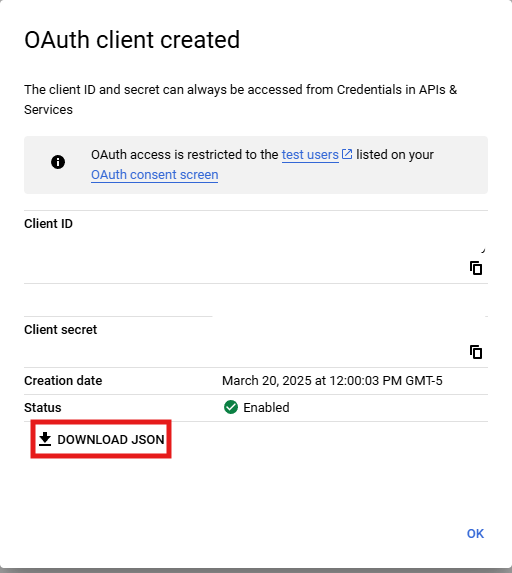 OAuth client created
The client ID and secret can always be accessed from Credentials in APIs &
Services
OAuth access is restricted to the test users listed on your
OAuth consent screen
Client ID
Client secret
Creation date March 20, 2025 at 12:00:03 PM GMT-5
Status Enabled
DOWNLOAD JSON
OK